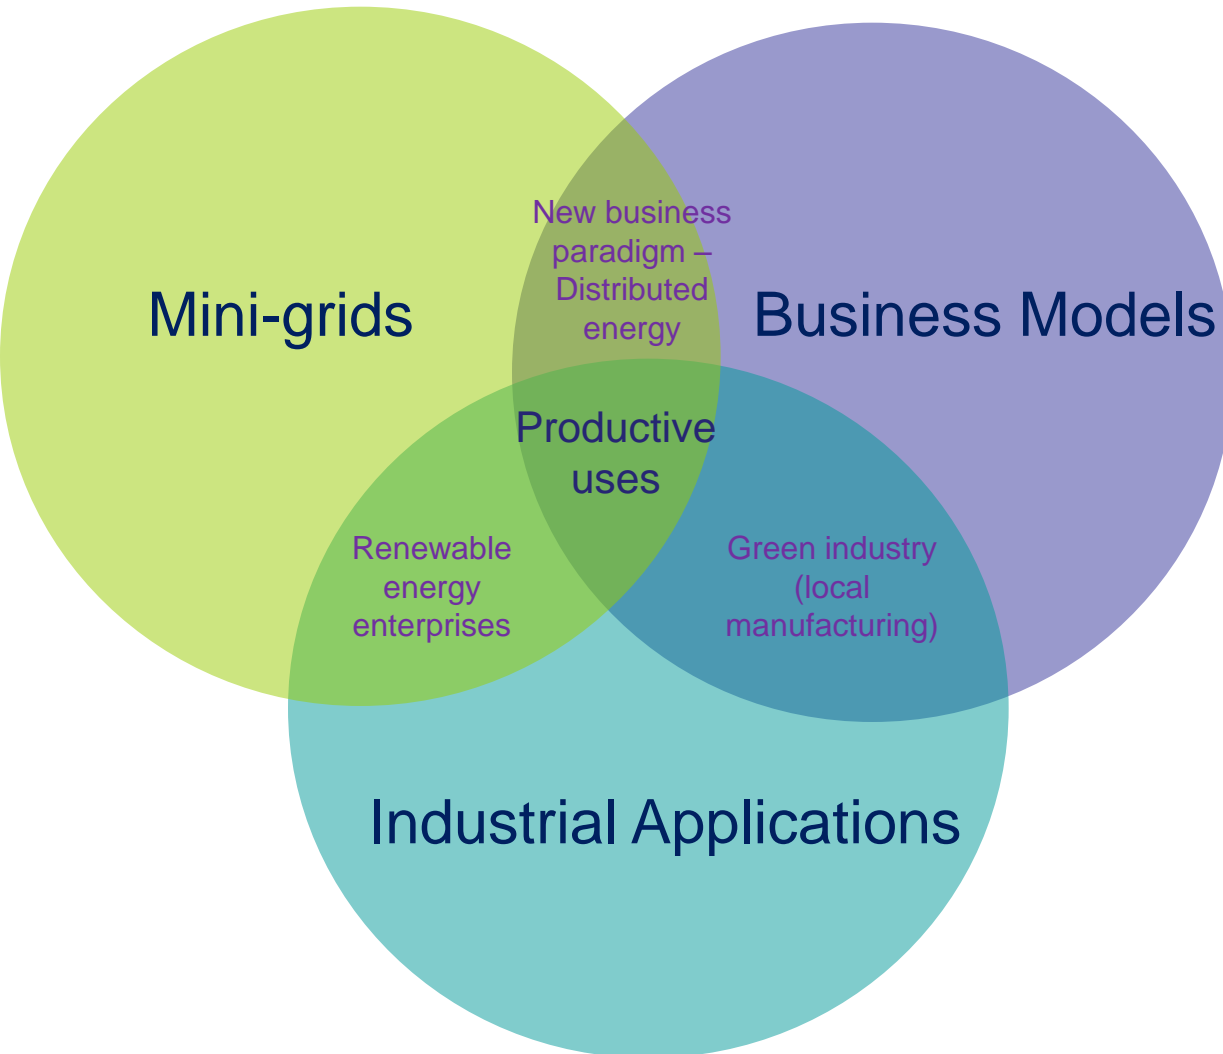 New business
paradigm –
Distributed
energy
Mini-grids
Business Models
Productive
uses
Renewable
energy
enterprises
Green industry
(local
manufacturing)
Industrial Applications